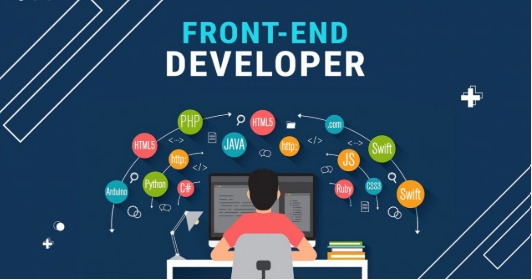 FRONT-END
DEVELOPER
PHP
HTML5
.com
HTML5
JAVA
http:
Swift
http:
JS
Arduino
Python
C#
Ruby
CSS3
Swift